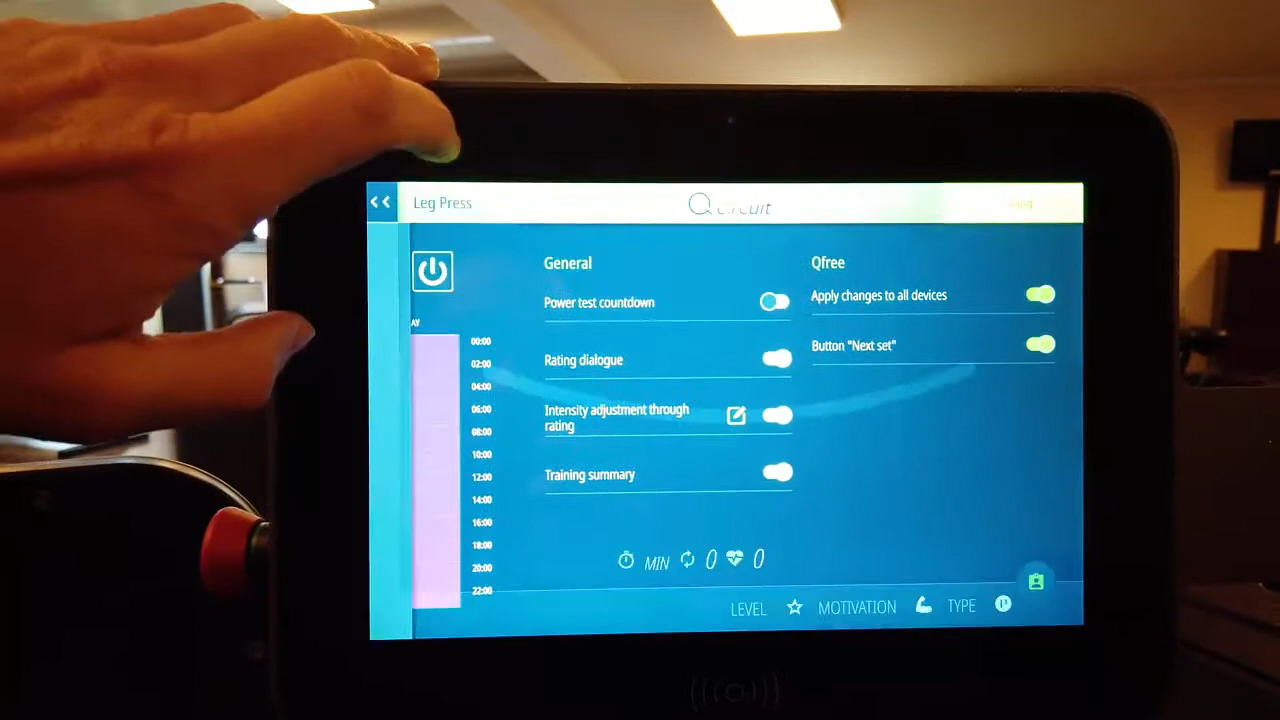 Leg Press
Qcircuit
General
Power test countdown
Rating dialogue
Intensity adjustment through
rating
Training summary
Qfree
Apply changes to all devices
Button "Next set"
AY
00:00
02:00
04:00
06:00
08:00
10:00
12:00
14:00
16:00
18:00
20:00
22:00
MIN 0 0
LEVEL MOTIVATION TYPE